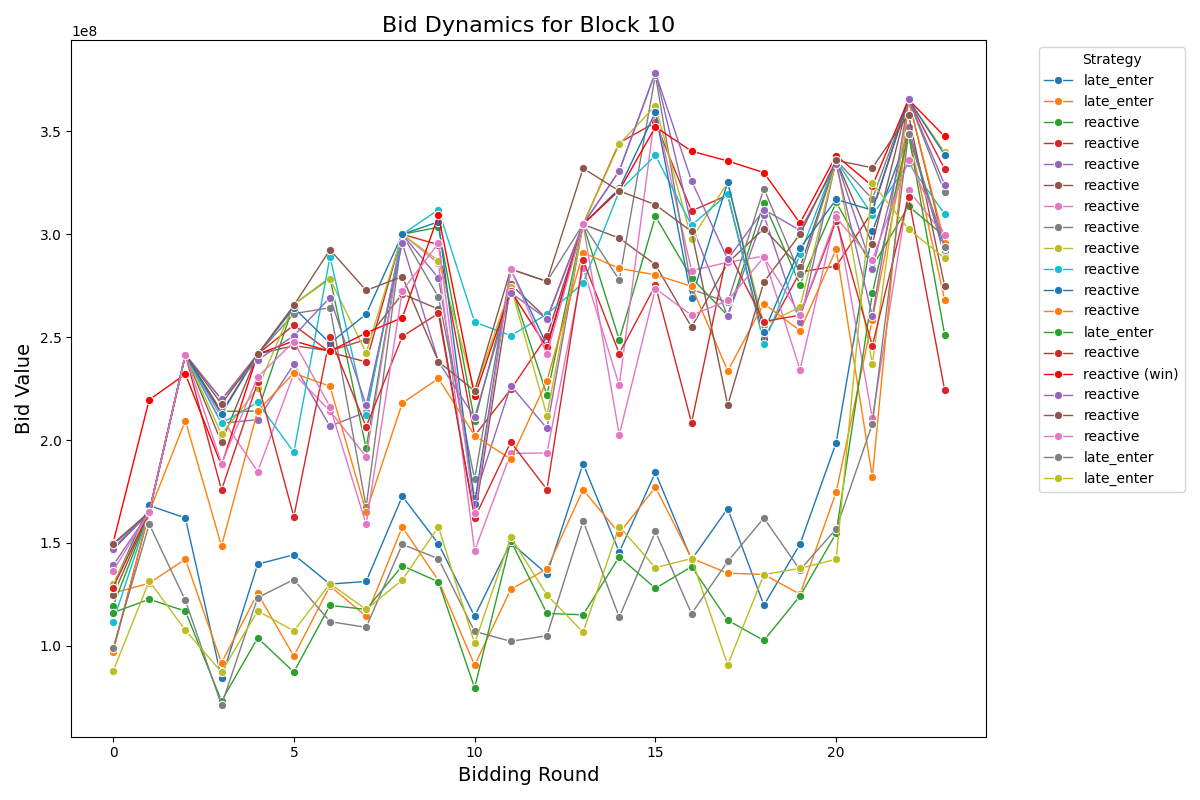 Bid Dynamics for Block 10
1e8
3.5
3.0
2.5
2.0
1.5
1.0
Bid Value
0
5
10
15
20
Bidding Round
Strategy
late_enter
late_enter
reactive
reactive
reactive
reactive
reactive
reactive
reactive
reactive
reactive
reactive
late_enter
reactive
reactive (win)
reactive
reactive
reactive
late_enter
late_enter